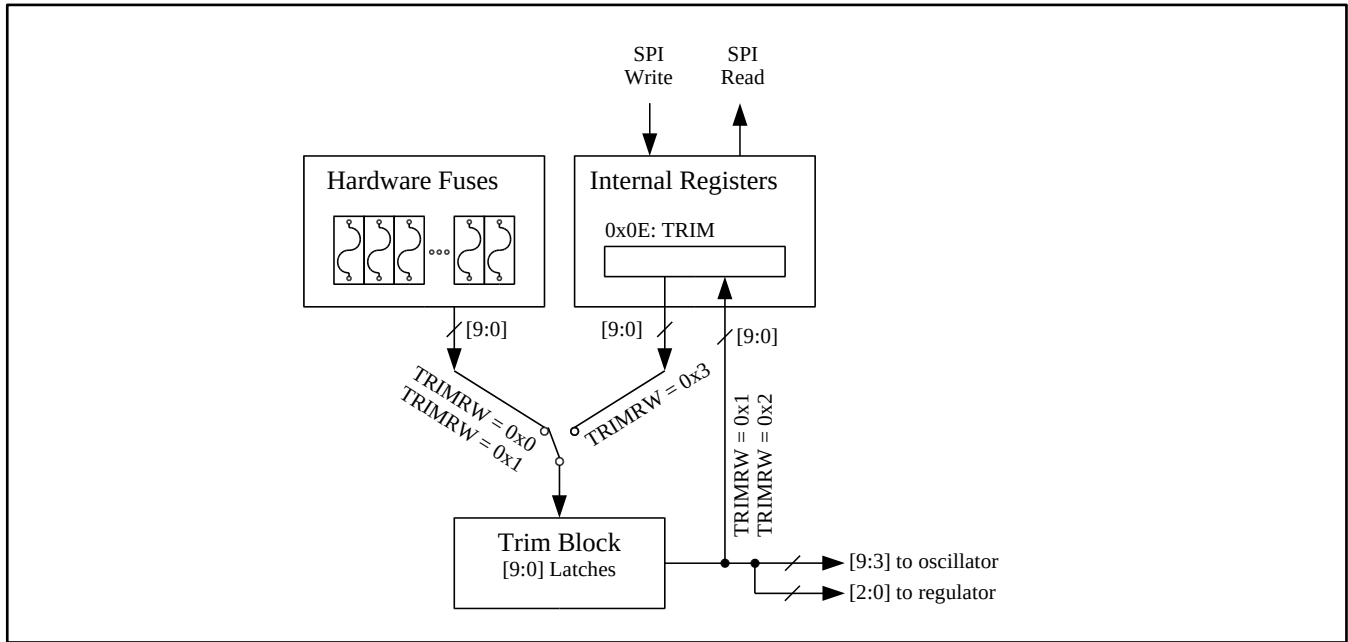 SPI
Write
SPI
Read
Hardware Fuses
Internal Registers
0x0E: TRIM
[9:0]
[9:0]
[9:0]
TRIMRW = 0x0
TRIMRW = 0x1
TRIMRW = 0x3
TRIMRW = 0x1
TRIMRW = 0x2
Trim Block
[9:0] Latches
[9:3] to oscillator
[2:0] to regulator